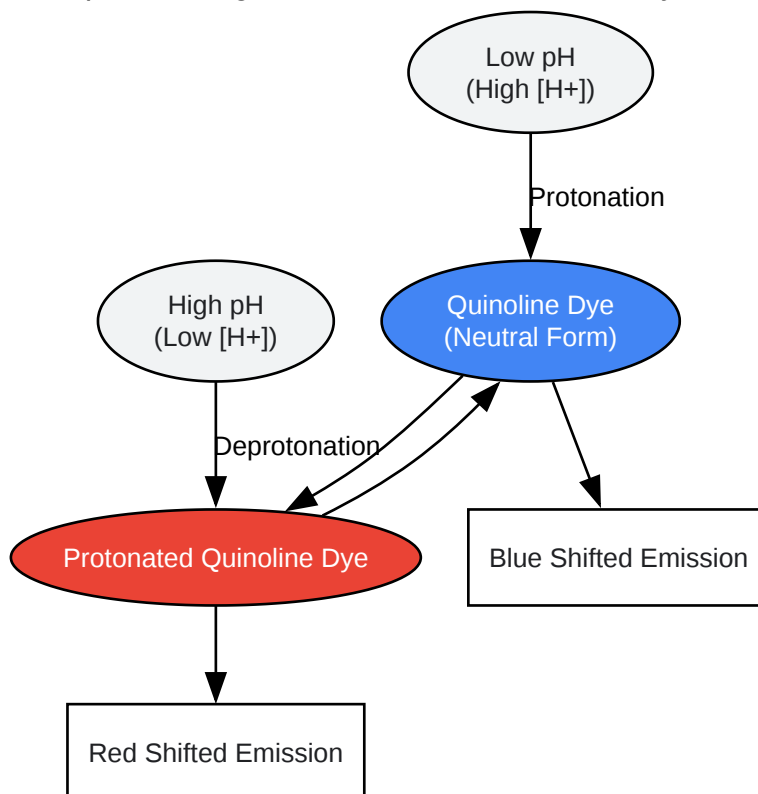 Low pH
(High [H+])
Protonation
High pH
(Low [H+])
Quinoline Dye
(Neutral Form)
Deprotonation
Protonated Quinoline Dye
Blue Shifted Emission
Red Shifted Emission